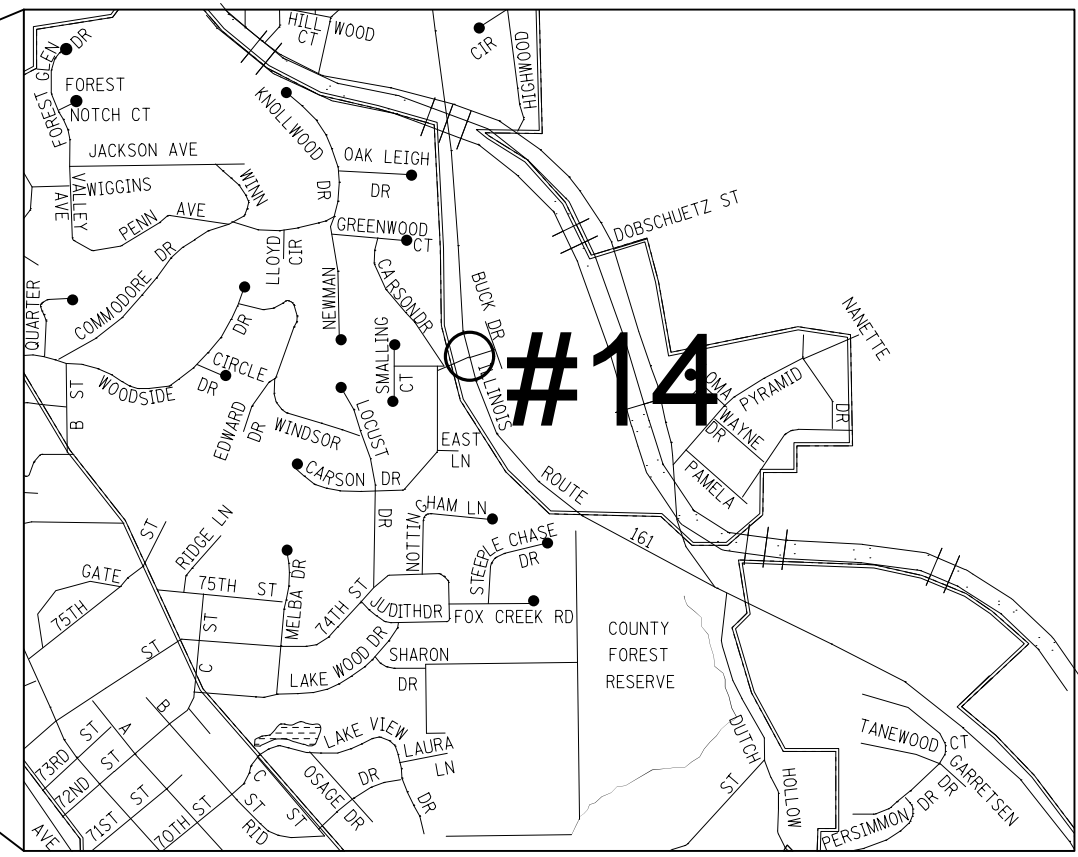 HILL
CT
WOOD
CIR
HIGHWOOD
FOREST GLEN DR
FOREST
NOTCH CT
KNOLLWOOD
DR
JACKSON AVE
OAK LEIGH
DR
WIGGINS
AVE
VALLEY
WINN
PENN AVE
GREENWOOD
CT
DOBSCHUETZ ST
COMMODORE DR
LLOYD
CIR
NEWMAN
CARSON DR
BUCK DR
QUARTER
NANETTE
#14
SMALLING
CT
ILLINOIS
DR
CIRCLE
DR
WOODSIDE
B ST
EDWARD
DR
WINDSOR
LOCUST
DR
LOMA
PYRAMID
DR
WAYNE
DR
PAMELA
EAST
LN
CARSON DR
ROUTE
161
NOTTINGHAM LN
STEEPLE CHASE
DR
ST
RIDGE LN
GATE
75TH ST
75TH
MELBA DR
74TH ST
JUDITH DR
FOX CREEK RD
COUNTY
FOREST
RESERVE
ST
C ST
LAKE WOOD DR
SHARON
DR
B
A
73RD ST
72ND ST
71ST ST
70TH ST
AVE
LAKE VIEW
DR
DR
LAURA
LN
OSAGE
DR
C
ST
ST
RID
DUTCH
HOLLOW
ST
TANEWOOD CT
GARRETSEN
DR
PERSIMMON DR